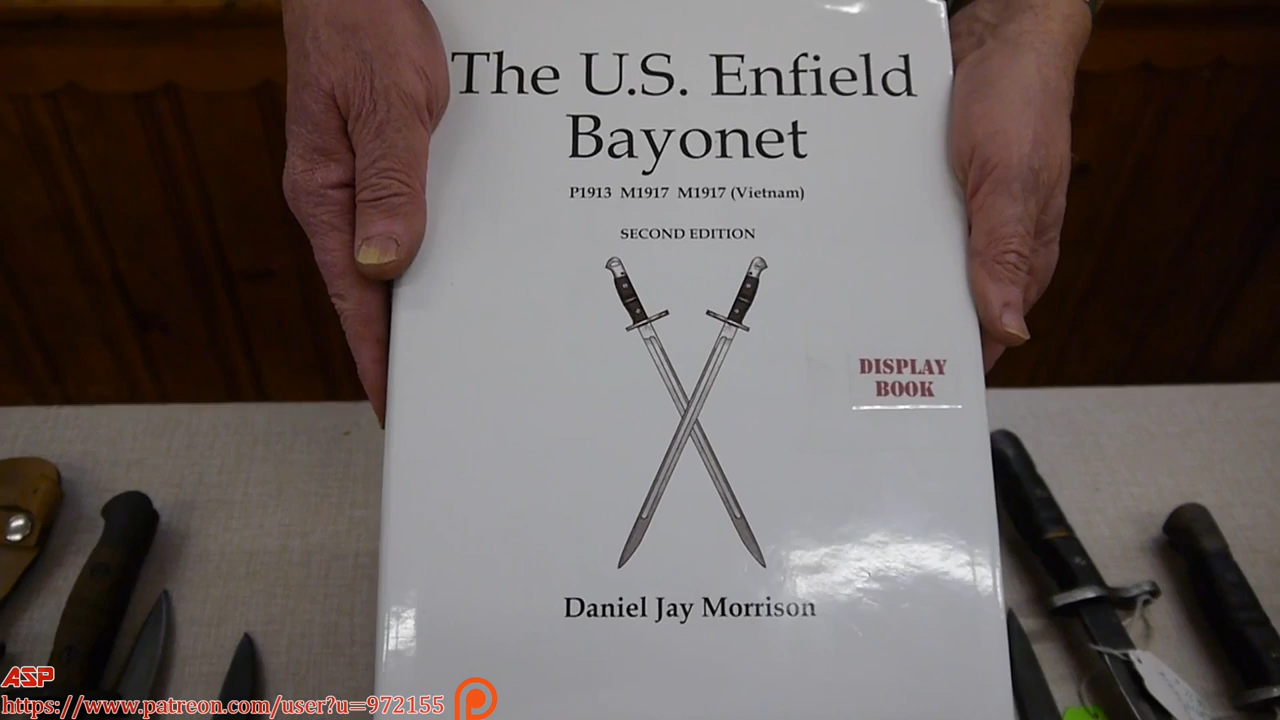 The U.S. Enfield
Bayonet
P1913 M1917 M1917 (Vietnam)
SECOND EDITION
DISPLAY
BOOK
Daniel Jay Morrison
ASP
https://www.patreon.com/user?u=972155